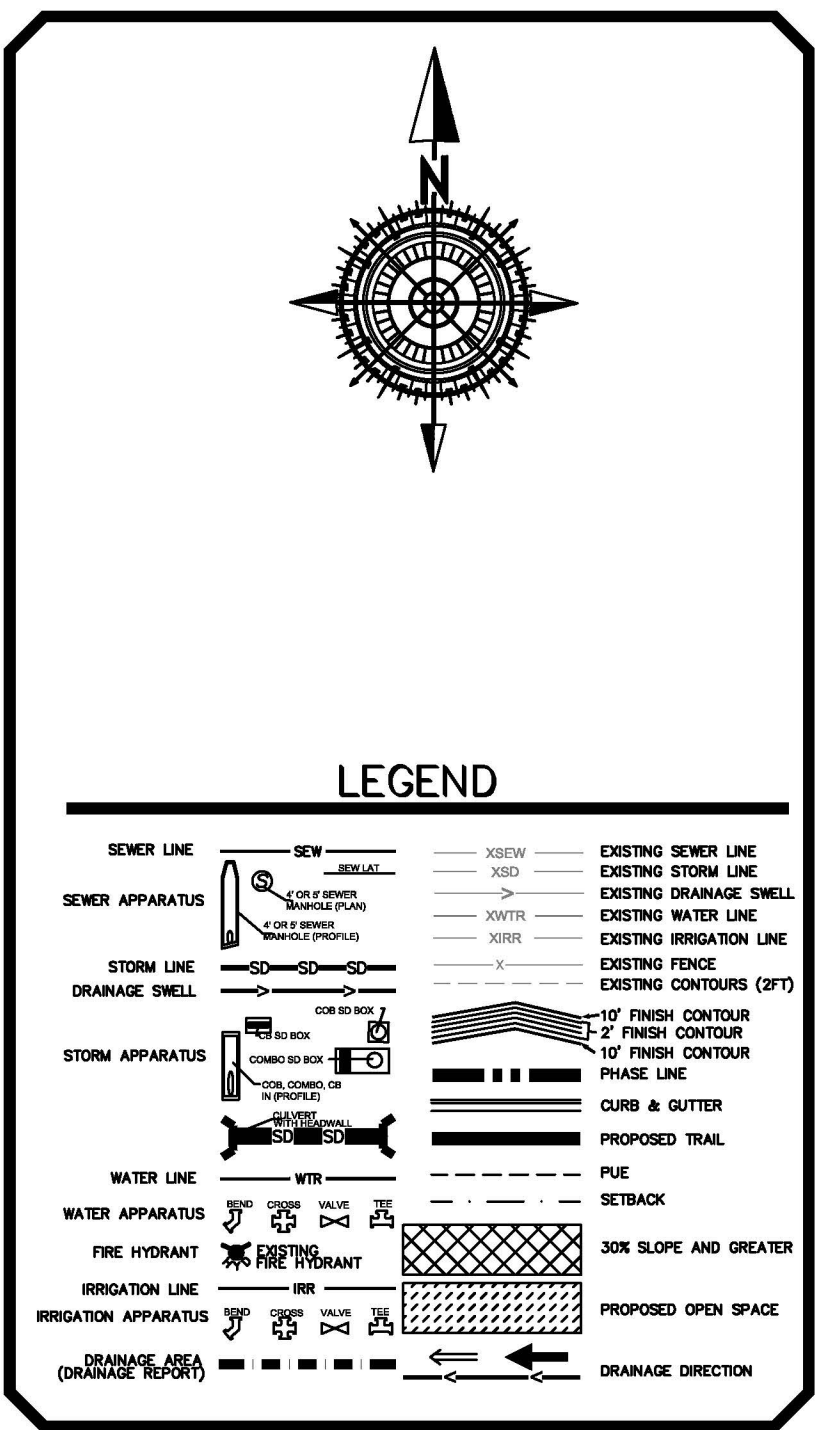 N
LEGEND
SEWER LINE
SEW
SEWER APPARATUS
S
SEW LAT
4' OR 5' SEWER
MANHOLE (PLAN)
4' OR 5' SEWER
MANHOLE (PROFILE)
STORM LINE
SD SD SD
DRAINAGE SWELL
STORM APPARATUS
COB SD BOX
CB SD BOX
COMBO SD BOX
COB, COMBO, CB
IN (PROFILE)
CULVERT
WITH HEADWALL
SD SD
WATER LINE
WTR
WATER APPARATUS
BEND CROSS VALVE TEE
FIRE HYDRANT
EXISTING
FIRE HYDRANT
IRRIGATION LINE
IRR
IRRIGATION APPARATUS
BEND CROSS VALVE TEE
DRAINAGE AREA
(DRAINAGE REPORT)
XSEW EXISTING SEWER LINE
XSD EXISTING STORM LINE
EXISTING DRAINAGE SWELL
XWTR EXISTING WATER LINE
XIRR EXISTING IRRIGATION LINE
X EXISTING FENCE
EXISTING CONTOURS (2FT)
10' FINISH CONTOUR
2' FINISH CONTOUR
10' FINISH CONTOUR
PHASE LINE
CURB & GUTTER
PROPOSED TRAIL
PUE
SETBACK
30% SLOPE AND GREATER
PROPOSED OPEN SPACE
DRAINAGE DIRECTION